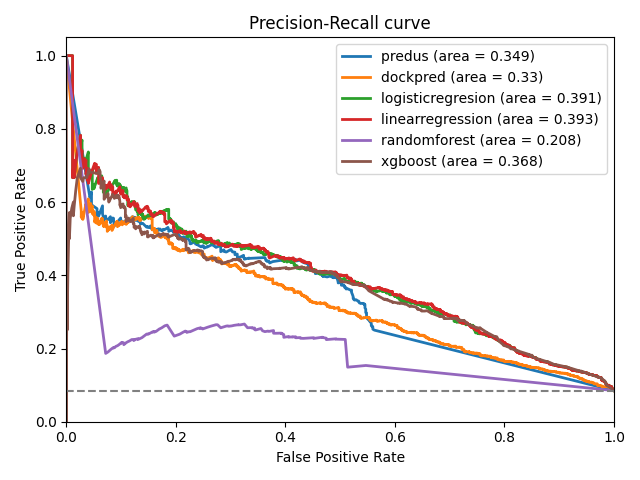 Precision-Recall curve
True Positive Rate
1.0
0.8
0.6
0.4
0.2
0.0
predus (area = 0.349)
dockpred (area = 0.33)
logisticregresion (area = 0.391)
linearregression (area = 0.393)
randomforest (area = 0.208)
xgboost (area = 0.368)
0.0 0.2 0.4 0.6 0.8 1.0
False Positive Rate